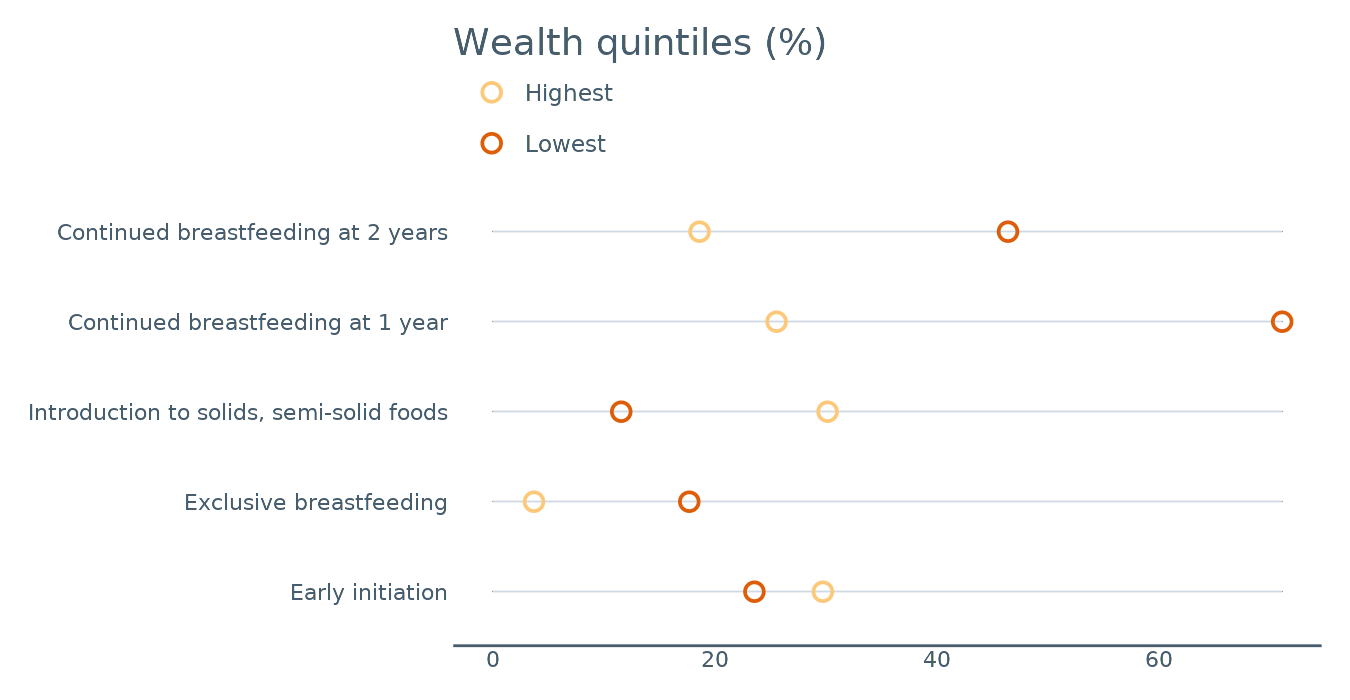 Wealth quintiles (%)
Highest
Lowest
Continued breastfeeding at 2 years
Continued breastfeeding at 1 year
Introduction to solids, semi-solid foods
Exclusive breastfeeding
Early initiation
0 20 40 60